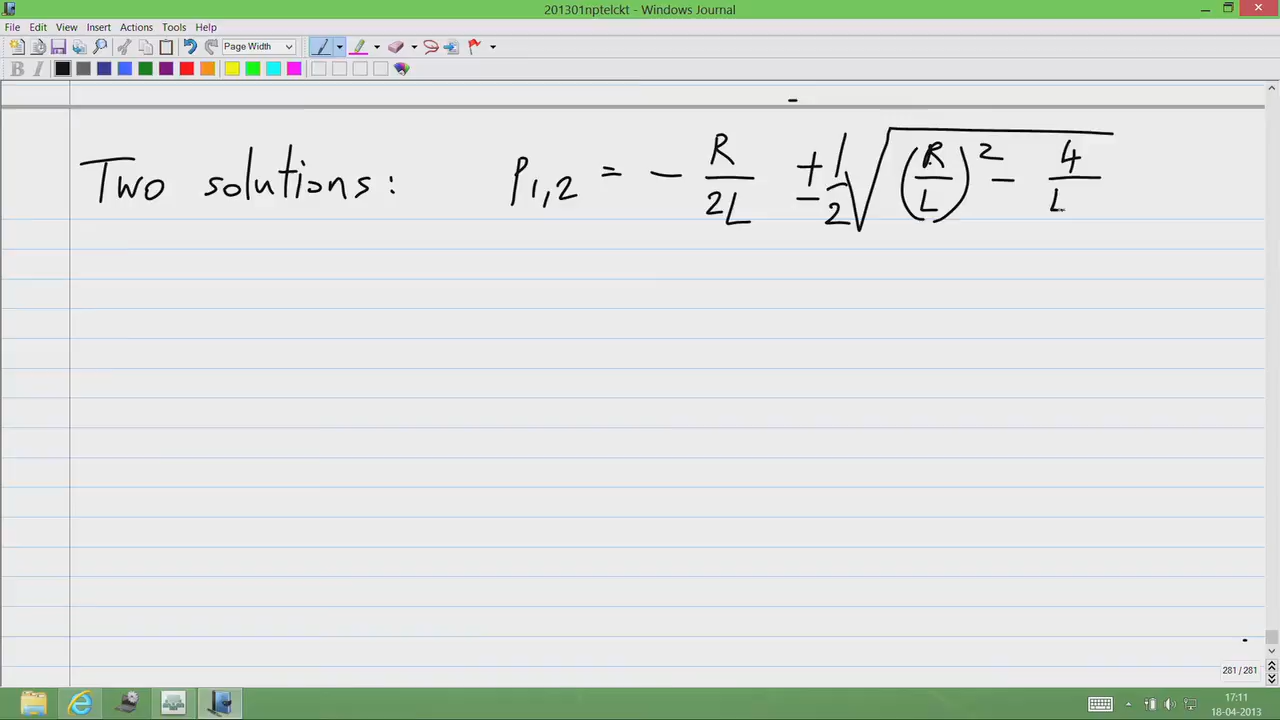 201301nptelckt - Windows Journal
File Edit View Insert Actions Tools Help
Page Width
B I
Two solutions: p1,2 = - R/2L ± 1/2 √((R/L)² - 4/L
281 / 281
17:11
18-04-2013